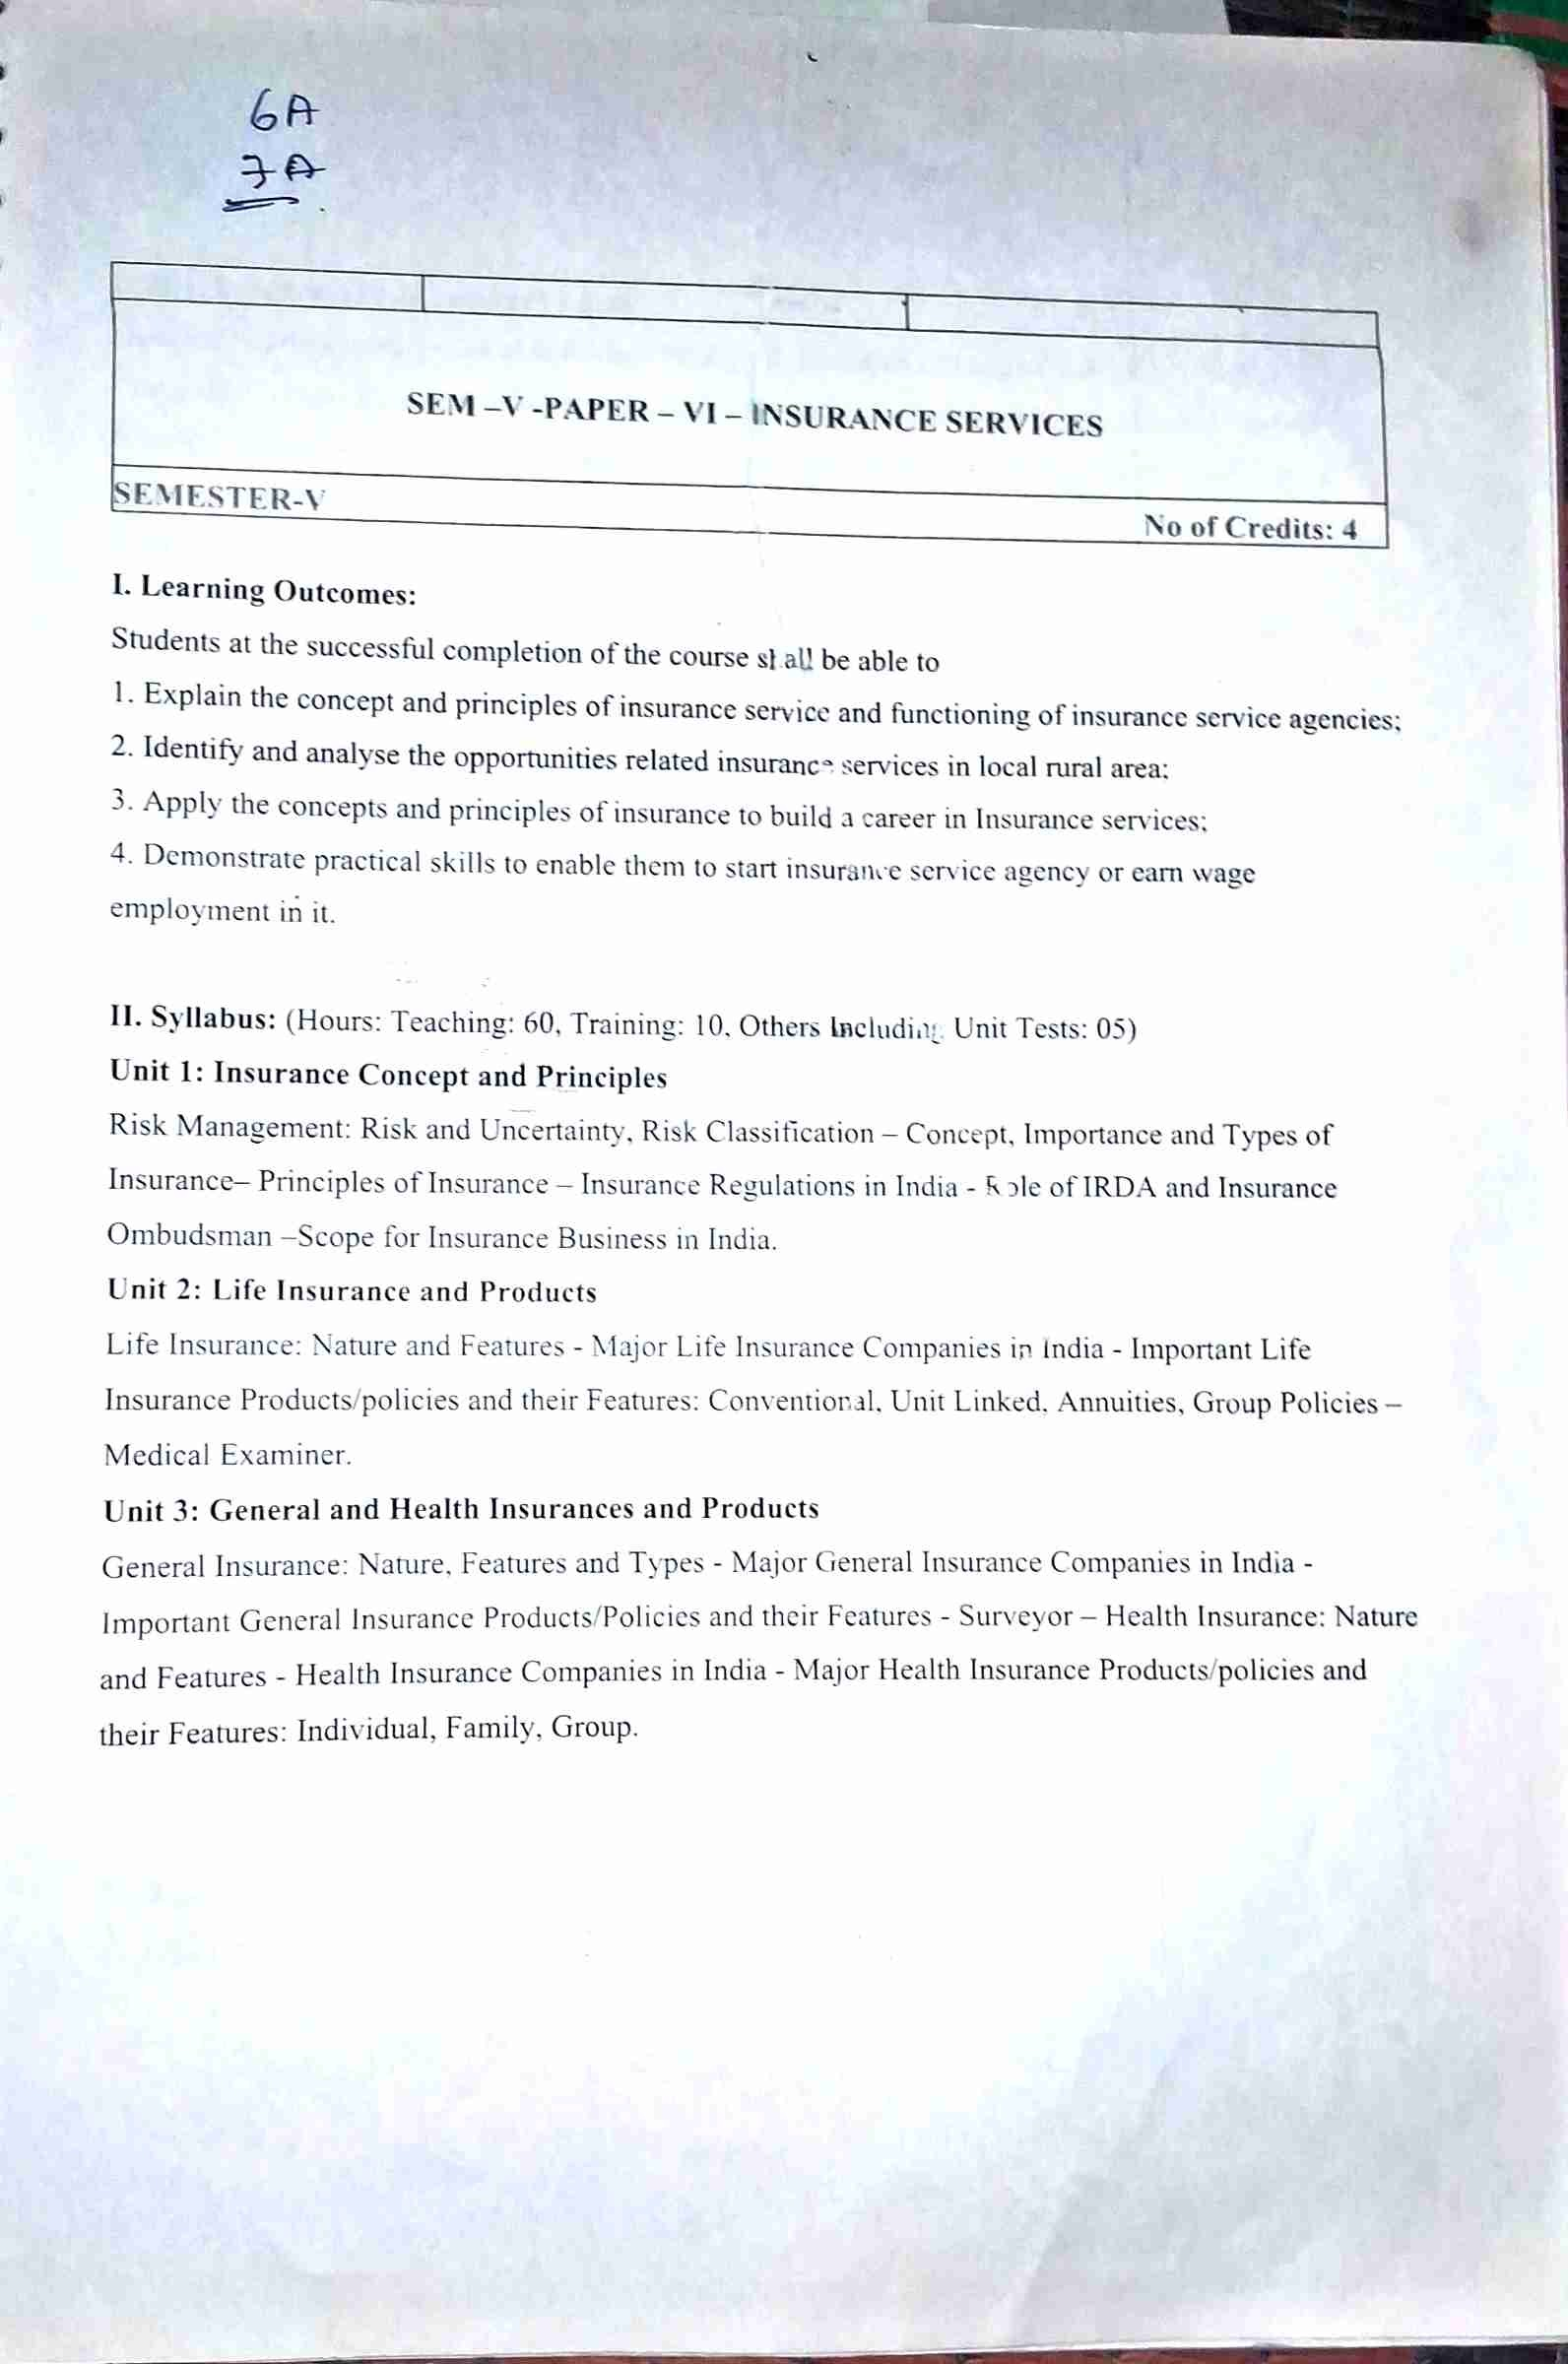 6A
7A
SEM –V -PAPER – VI – INSURANCE SERVICES
SEMESTER-V
No of Credits: 4
I. Learning Outcomes:
Students at the successful completion of the course shall be able to
1. Explain the concept and principles of insurance service and functioning of insurance service agencies;
2. Identify and analyse the opportunities related insurance services in local rural area;
3. Apply the concepts and principles of insurance to build a career in Insurance services;
4. Demonstrate practical skills to enable them to start insurance service agency or earn wage
employment in it.
II. Syllabus: (Hours: Teaching: 60, Training: 10, Others Including Unit Tests: 05)
Unit 1: Insurance Concept and Principles
Risk Management: Risk and Uncertainty, Risk Classification – Concept, Importance and Types of
Insurance– Principles of Insurance – Insurance Regulations in India - Role of IRDA and Insurance
Ombudsman –Scope for Insurance Business in India.
Unit 2: Life Insurance and Products
Life Insurance: Nature and Features - Major Life Insurance Companies in India - Important Life
Insurance Products/policies and their Features: Conventional, Unit Linked, Annuities, Group Policies –
Medical Examiner.
Unit 3: General and Health Insurances and Products
General Insurance: Nature, Features and Types - Major General Insurance Companies in India -
Important General Insurance Products/Policies and their Features - Surveyor – Health Insurance: Nature
and Features - Health Insurance Companies in India - Major Health Insurance Products/policies and
their Features: Individual, Family, Group.